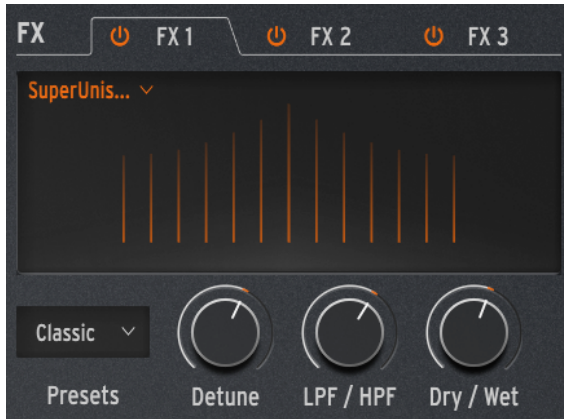 FX FX 1 FX 2 FX 3
SuperUnis...
Classic
Presets Detune LPF / HPF Dry / Wet